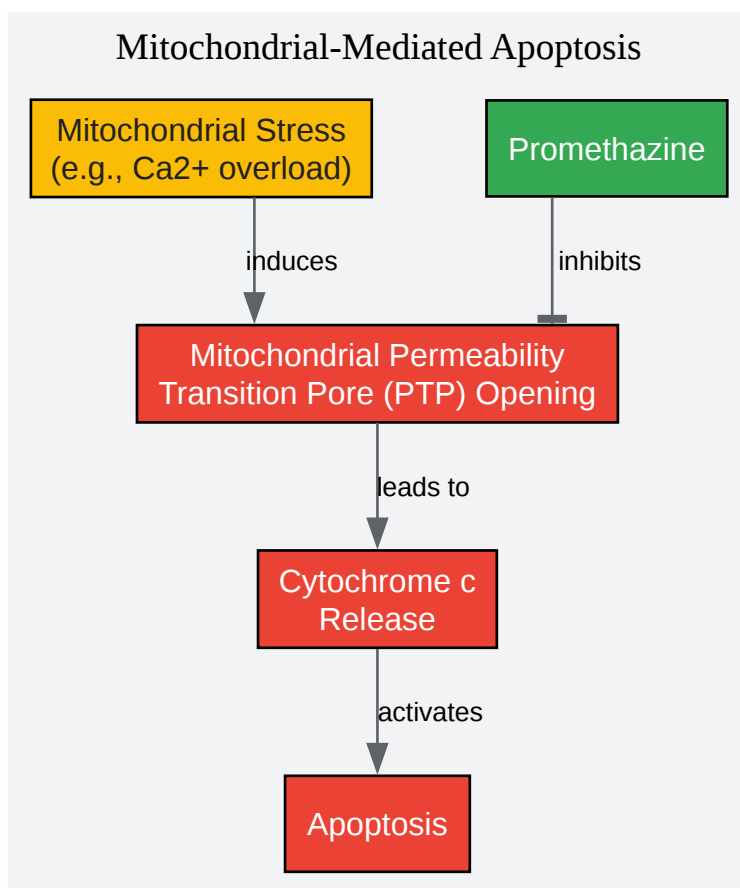 Mitochondrial-Mediated Apoptosis
Mitochondrial Stress
(e.g., Ca2+ overload)
Promethazine
induces
inhibits
Mitochondrial Permeability
Transition Pore (PTP) Opening
leads to
Cytochrome c
Release
activates
Apoptosis